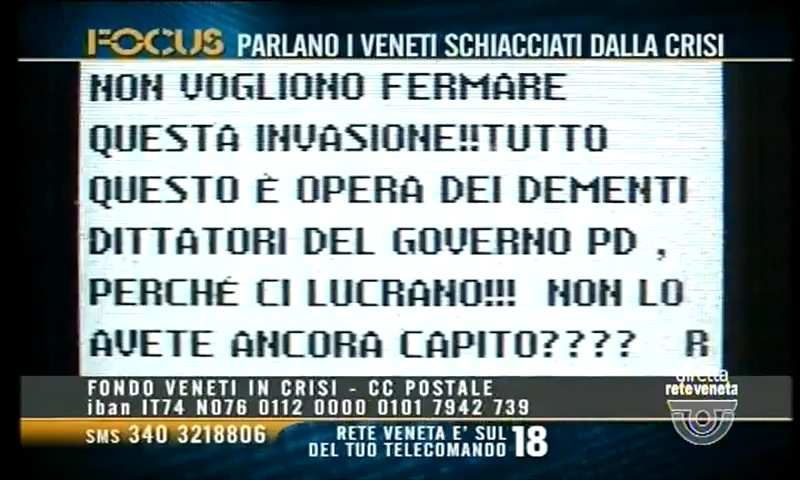 FOCUS PARLANO I VENETI SCHIACCIATI DALLA CRISI
NON VOGLIONO FERMARE
QUESTA INVASIONE!!TUTTO
QUESTO È OPERA DEI DEMENTI
DITTATORI DEL GOVERNO PD ,
PERCHÉ CI LUCRANO!!! NON LO
AVETE ANCORA CAPITO???? R
diretta
reteveneta
FONDO VENETI IN CRISI - CC POSTALE
iban IT74 N076 0112 0000 0101 7942 739
SMS 340 3218806
RETE VENETA E' SUL 18
DEL TUO TELECOMANDO